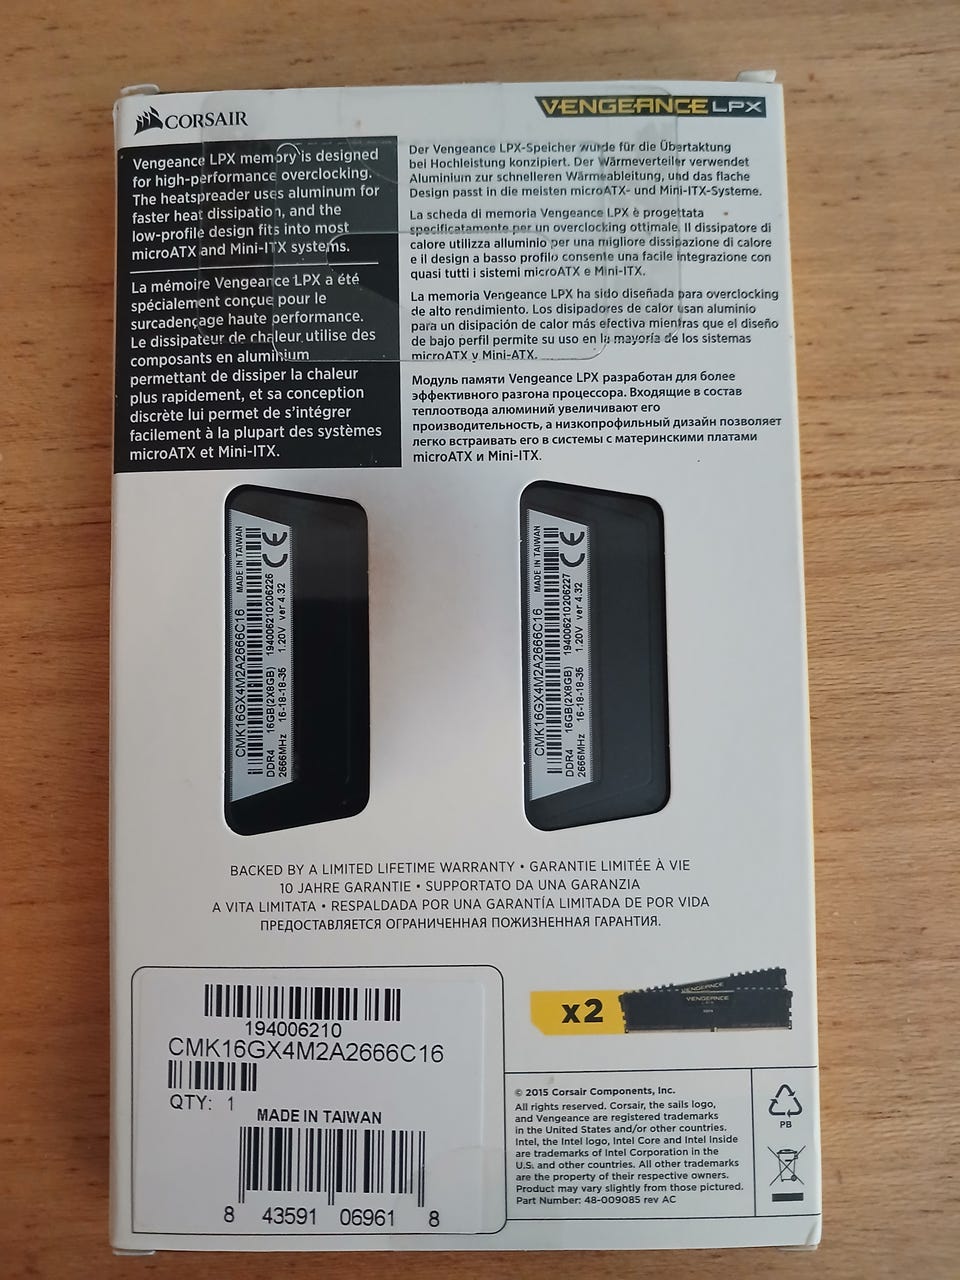 CORSAIR
VENGEANCE LPX
Vengeance LPX memory is designed
for high-performance overclocking.
The heatspreader uses aluminum for
faster heat dissipation, and the
low-profile design fits into most
microATX and Mini-ITX systems.
La mémoire Vengeance LPX a été
spécialement conçue pour le
surcadençage haute performance.
Le dissipateur de chaleur utilise des
composants en aluminium
permettant de dissiper la chaleur
plus rapidement, et sa conception
discrète lui permet de s'intégrer
facilement à la plupart des systèmes
microATX et Mini-ITX.
Der Vengeance LPX-Speicher wurde für die Übertaktung
bei Hochleistung konzipiert. Der Wärmeverteiler verwendet
Aluminium zur schnelleren Wärmeableitung, und das flache
Design passt in die meisten microATX- und Mini-ITX-Systeme.
La scheda di memoria Vengeance LPX è progettata
specificatamente per un overclocking ottimale. Il dissipatore di
calore utilizza alluminio per una migliore dissipazione di calore
e il design a basso profilo consente una facile integrazione con
quasi tutti i sistemi microATX e Mini-ITX.
La memoria Vengeance LPX ha sido diseñada para overclocking
de alto rendimiento. Los disipadores de calor usan aluminio
para un disipación de calor más efectiva mientras que el diseño
de bajo perfil permite su uso en la mayoría de los sistemas
microATX y Mini-ATX.
Модуль памяти Vengeance LPX разработан для более
эффективного разгона процессора. Входящие в состав
теплоотвода алюминий увеличивают его
производительность, а низкопрофильный дизайн позволяет
легко встраивать его в системы с материнскими платами
microATX и Mini-ITX.
CMK16GX4M2A2666C16 MADE IN TAIWAN
DDR4 16GB(2X8GB) 194006210206226
2666MHz 16-18-18-35 1.20V ver 4.32
CE
CMK16GX4M2A2666C16 MADE IN TAIWAN
DDR4 16GB(2X8GB) 194006210206227
2666MHz 16-18-18-35 1.20V ver 4.32
CE
BACKED BY A LIMITED LIFETIME WARRANTY • GARANTIE LIMITÉE À VIE
10 JAHRE GARANTIE • SUPPORTATO DA UNA GARANZIA
A VITA LIMITATA • RESPALDADA POR UNA GARANTÍA LIMITADA DE POR VIDA
ПРЕДОСТАВЛЯЕТСЯ ОГРАНИЧЕННАЯ ПОЖИЗНЕННАЯ ГАРАНТИЯ.
194006210
CMK16GX4M2A2666C16
QTY: 1
MADE IN TAIWAN
8 43591 06961 8
x2
VENGEANCE
VENGEANCE
© 2015 Corsair Components, Inc.
All rights reserved. Corsair, the sails logo,
and Vengeance are registered trademarks
in the United States and/or other countries.
Intel, the Intel logo, Intel Core and Intel Inside
are trademarks of Intel Corporation in the
U.S. and other countries. All other trademarks
are the property of their respective owners.
Product may vary slightly from those pictured.
Part Number: 48-009085 rev AC
PB